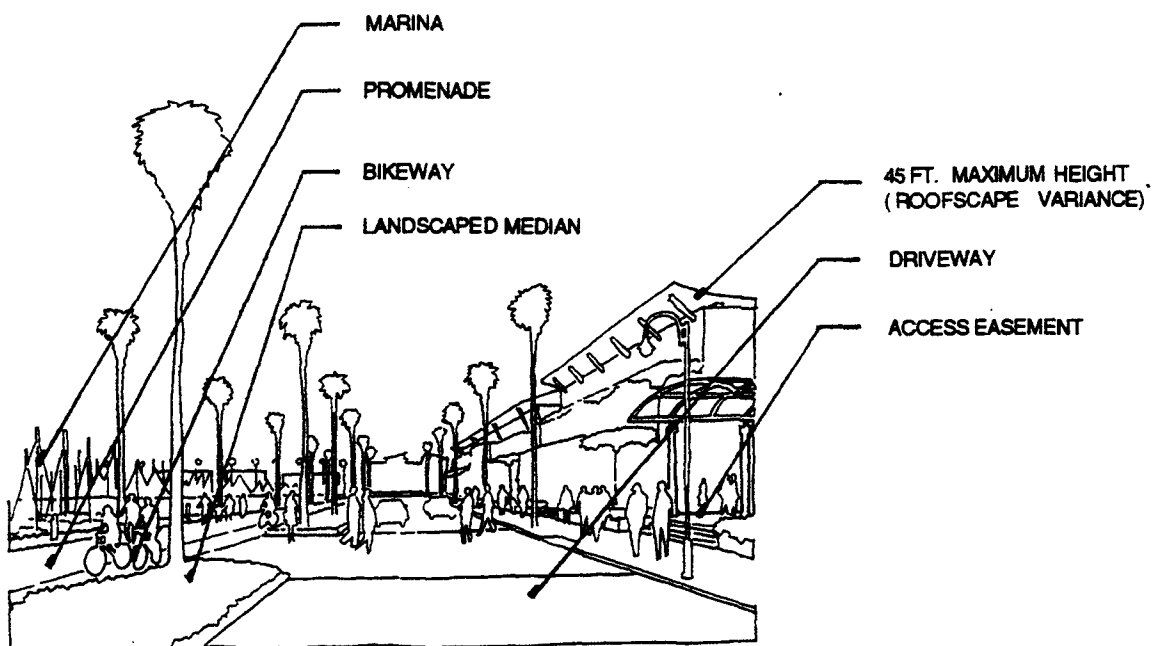 MARINA
PROMENADE
BIKEWAY
LANDSCAPED MEDIAN
45 FT. MAXIMUM HEIGHT
( ROOFSCAPE VARIANCE)
DRIVEWAY
ACCESS EASEMENT